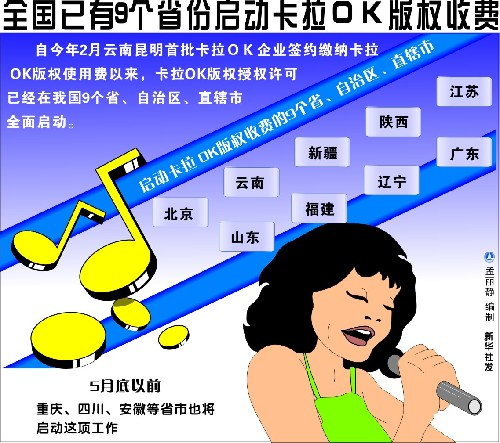 全国已有9个省份启动卡拉OK版权收费
自今年2月云南昆明首批卡拉OK企业签约缴纳卡拉
OK版权使用费以来，卡拉OK版权授权许可
已经在我国9个省、自治区、直辖市
全面启动。
启动卡拉OK版权收费的9个省、自治区、直辖市
江苏
陕西
广东
新疆
辽宁
云南
福建
北京
山东
孟丽静 编制 新华社发
5月底以前
重庆、四川、安徽等省市也将
启动这项工作